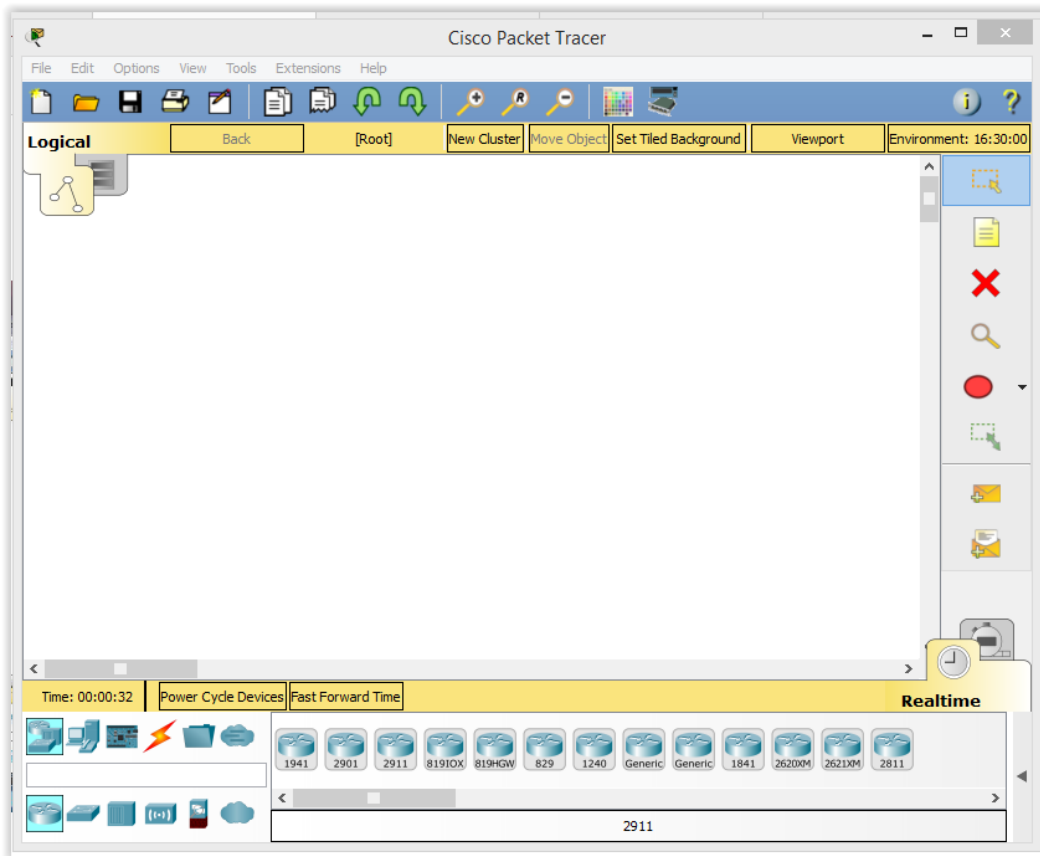 Cisco Packet Tracer
File Edit Options View Tools Extensions Help
Logical Back [Root] New Cluster Move Object Set Tiled Background Viewport Environment: 16:30:00
Time: 00:00:32 Power Cycle Devices Fast Forward Time Realtime
1941 2901 2911 819IOX 819HGW 829 1240 Generic Generic 1841 2620XM 2621XM 2811
2911